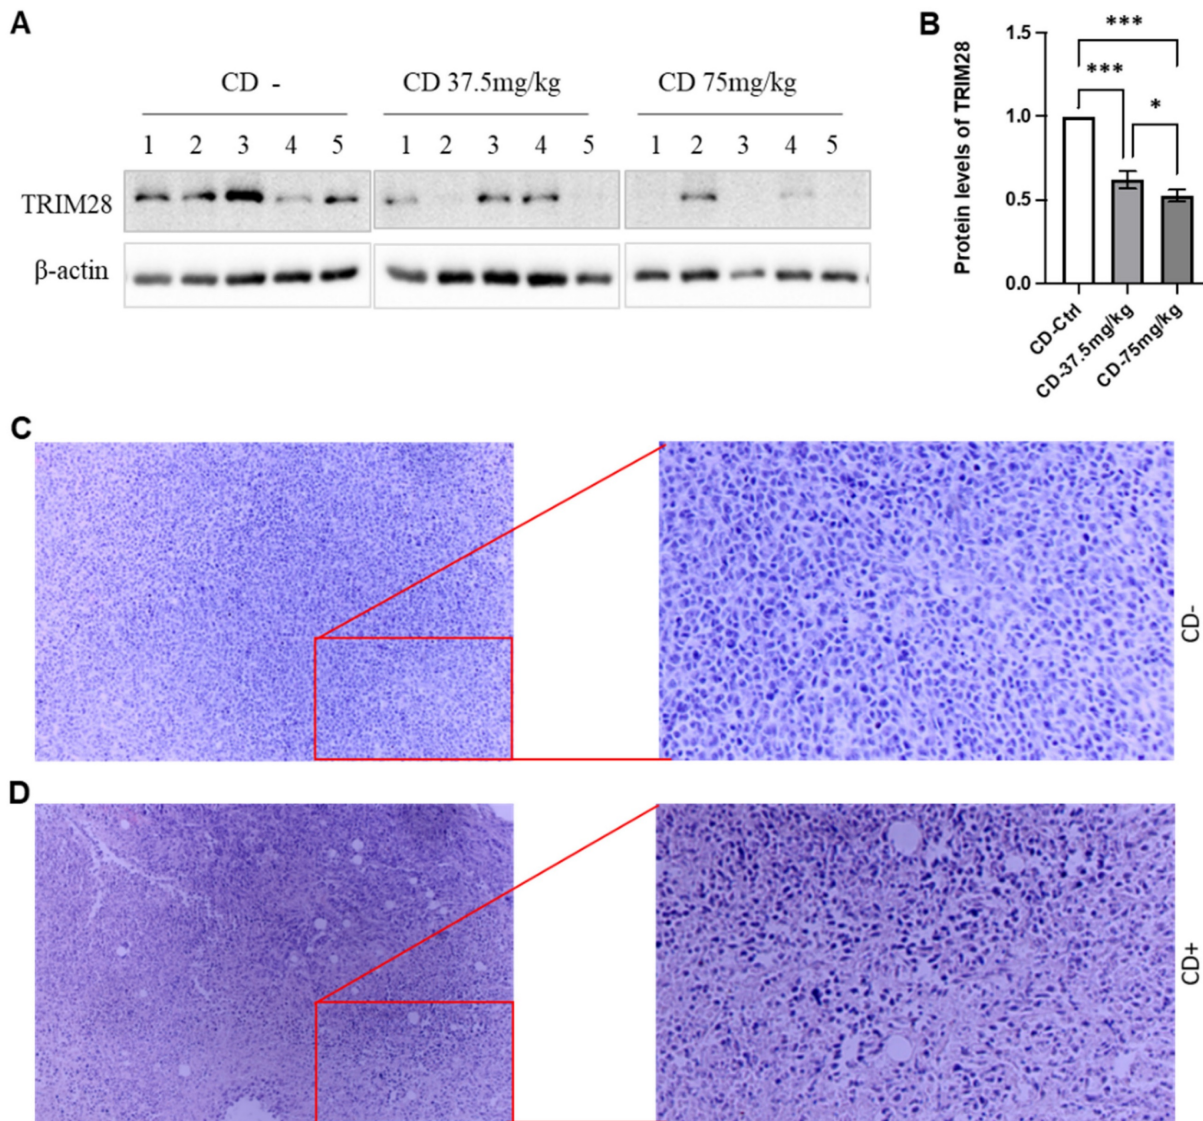 A
CD -
CD 37.5mg/kg
CD 75mg/kg
1 2 3 4 5
1 2 3 4 5
1 2 3 4 5
TRIM28
β-actin
B
Protein levels of TRIM28
1.5
1.0
0.5
0.0
***
***
*
CD-Ctrl
CD-37.5mg/kg
CD-75mg/kg
C
CD-
D
CD+